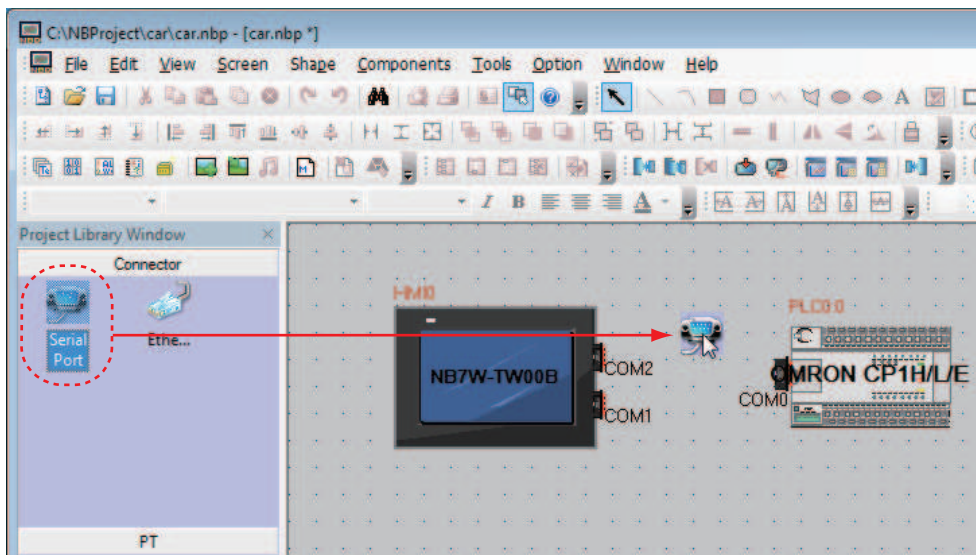 C:\NBProject\car\car.nbp - [car.nbp *]
File Edit View Screen Shape Components Tools Option Window Help
Project Library Window
Connector
Serial
Port
Ethe...
PT
HMI0
NB7W-TW00B
COM2
COM1
PLC0:0
OMRON CP1H/L/E
COM0